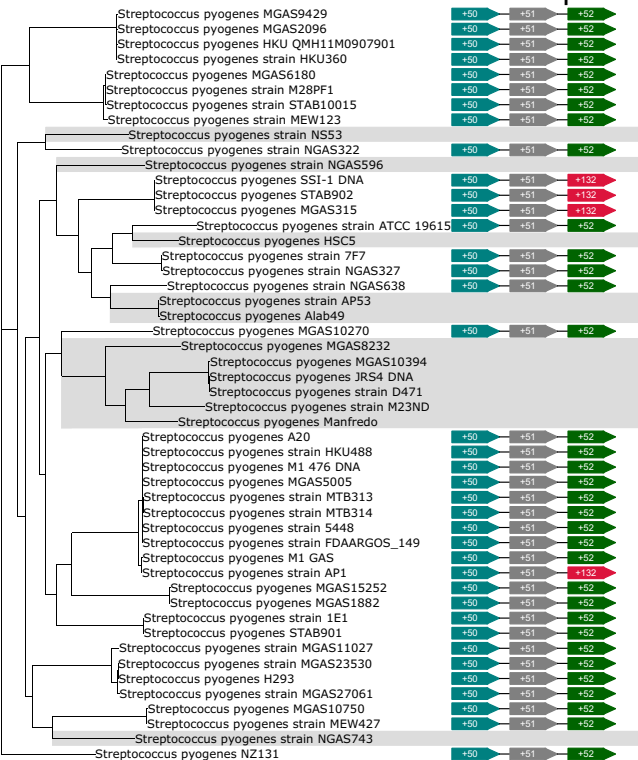 Streptococcus pyogenes MGAS9429 +50 +51 +52
Streptococcus pyogenes MGAS2096 +50 +51 +52
Streptococcus pyogenes HKU QMH11M0907901 +50 +51 +52
Streptococcus pyogenes strain HKU360 +50 +51 +52
Streptococcus pyogenes MGAS6180 +50 +51 +52
Streptococcus pyogenes strain M28PF1 +50 +51 +52
Streptococcus pyogenes strain STAB10015 +50 +51 +52
Streptococcus pyogenes strain MEW123 +50 +51 +52
Streptococcus pyogenes strain NS53
Streptococcus pyogenes strain NGAS322 +50 +51 +52
Streptococcus pyogenes strain NGAS596
Streptococcus pyogenes SSI-1 DNA +50 +51 +132
Streptococcus pyogenes STAB902 +50 +51 +132
Streptococcus pyogenes MGAS315 +50 +51 +132
Streptococcus pyogenes strain ATCC 19615 +50 +51 +52
Streptococcus pyogenes HSC5
Streptococcus pyogenes strain 7F7 +50 +51 +52
Streptococcus pyogenes strain NGAS327 +50 +51 +52
Streptococcus pyogenes NGAS638 +50 +51 +52
Streptococcus pyogenes strain AP53
Streptococcus pyogenes Alab49
Streptococcus pyogenes MGAS10270 +50 +51 +52
Streptococcus pyogenes MGAS8232
Streptococcus pyogenes MGAS10394
Streptococcus pyogenes JRS4 DNA
Streptococcus pyogenes strain D471
Streptococcus pyogenes strain M23ND
Streptococcus pyogenes Manfredo
Streptococcus pyogenes A20 +50 +51 +52
Streptococcus pyogenes strain HKU488 +50 +51 +52
Streptococcus pyogenes M1 476 DNA +50 +51 +52
Streptococcus pyogenes MGAS5005 +50 +51 +52
Streptococcus pyogenes strain MTB313 +50 +51 +52
Streptococcus pyogenes strain MTB314 +50 +51 +52
Streptococcus pyogenes strain 5448 +50 +51 +52
Streptococcus pyogenes strain FDAARGOS_149 +50 +51 +52
Streptococcus pyogenes M1 GAS +50 +51 +52
Streptococcus pyogenes strain AP1 +50 +51 +132
Streptococcus pyogenes MGAS15252 +50 +51 +52
Streptococcus pyogenes MGAS1882 +50 +51 +52
Streptococcus pyogenes strain 1E1 +50 +51 +52
Streptococcus pyogenes STAB901 +50 +51 +52
Streptococcus pyogenes strain MGAS11027 +50 +51 +52
Streptococcus pyogenes strain MGAS23530 +50 +51 +52
Streptococcus pyogenes H293 +50 +51 +52
Streptococcus pyogenes strain MGAS27061 +50 +51 +52
Streptococcus pyogenes MGAS10750 +50 +51 +52
Streptococcus pyogenes strain MEW427 +50 +51 +52
Streptococcus pyogenes strain NGAS743
Streptococcus pyogenes NZ131 +50 +51 +52